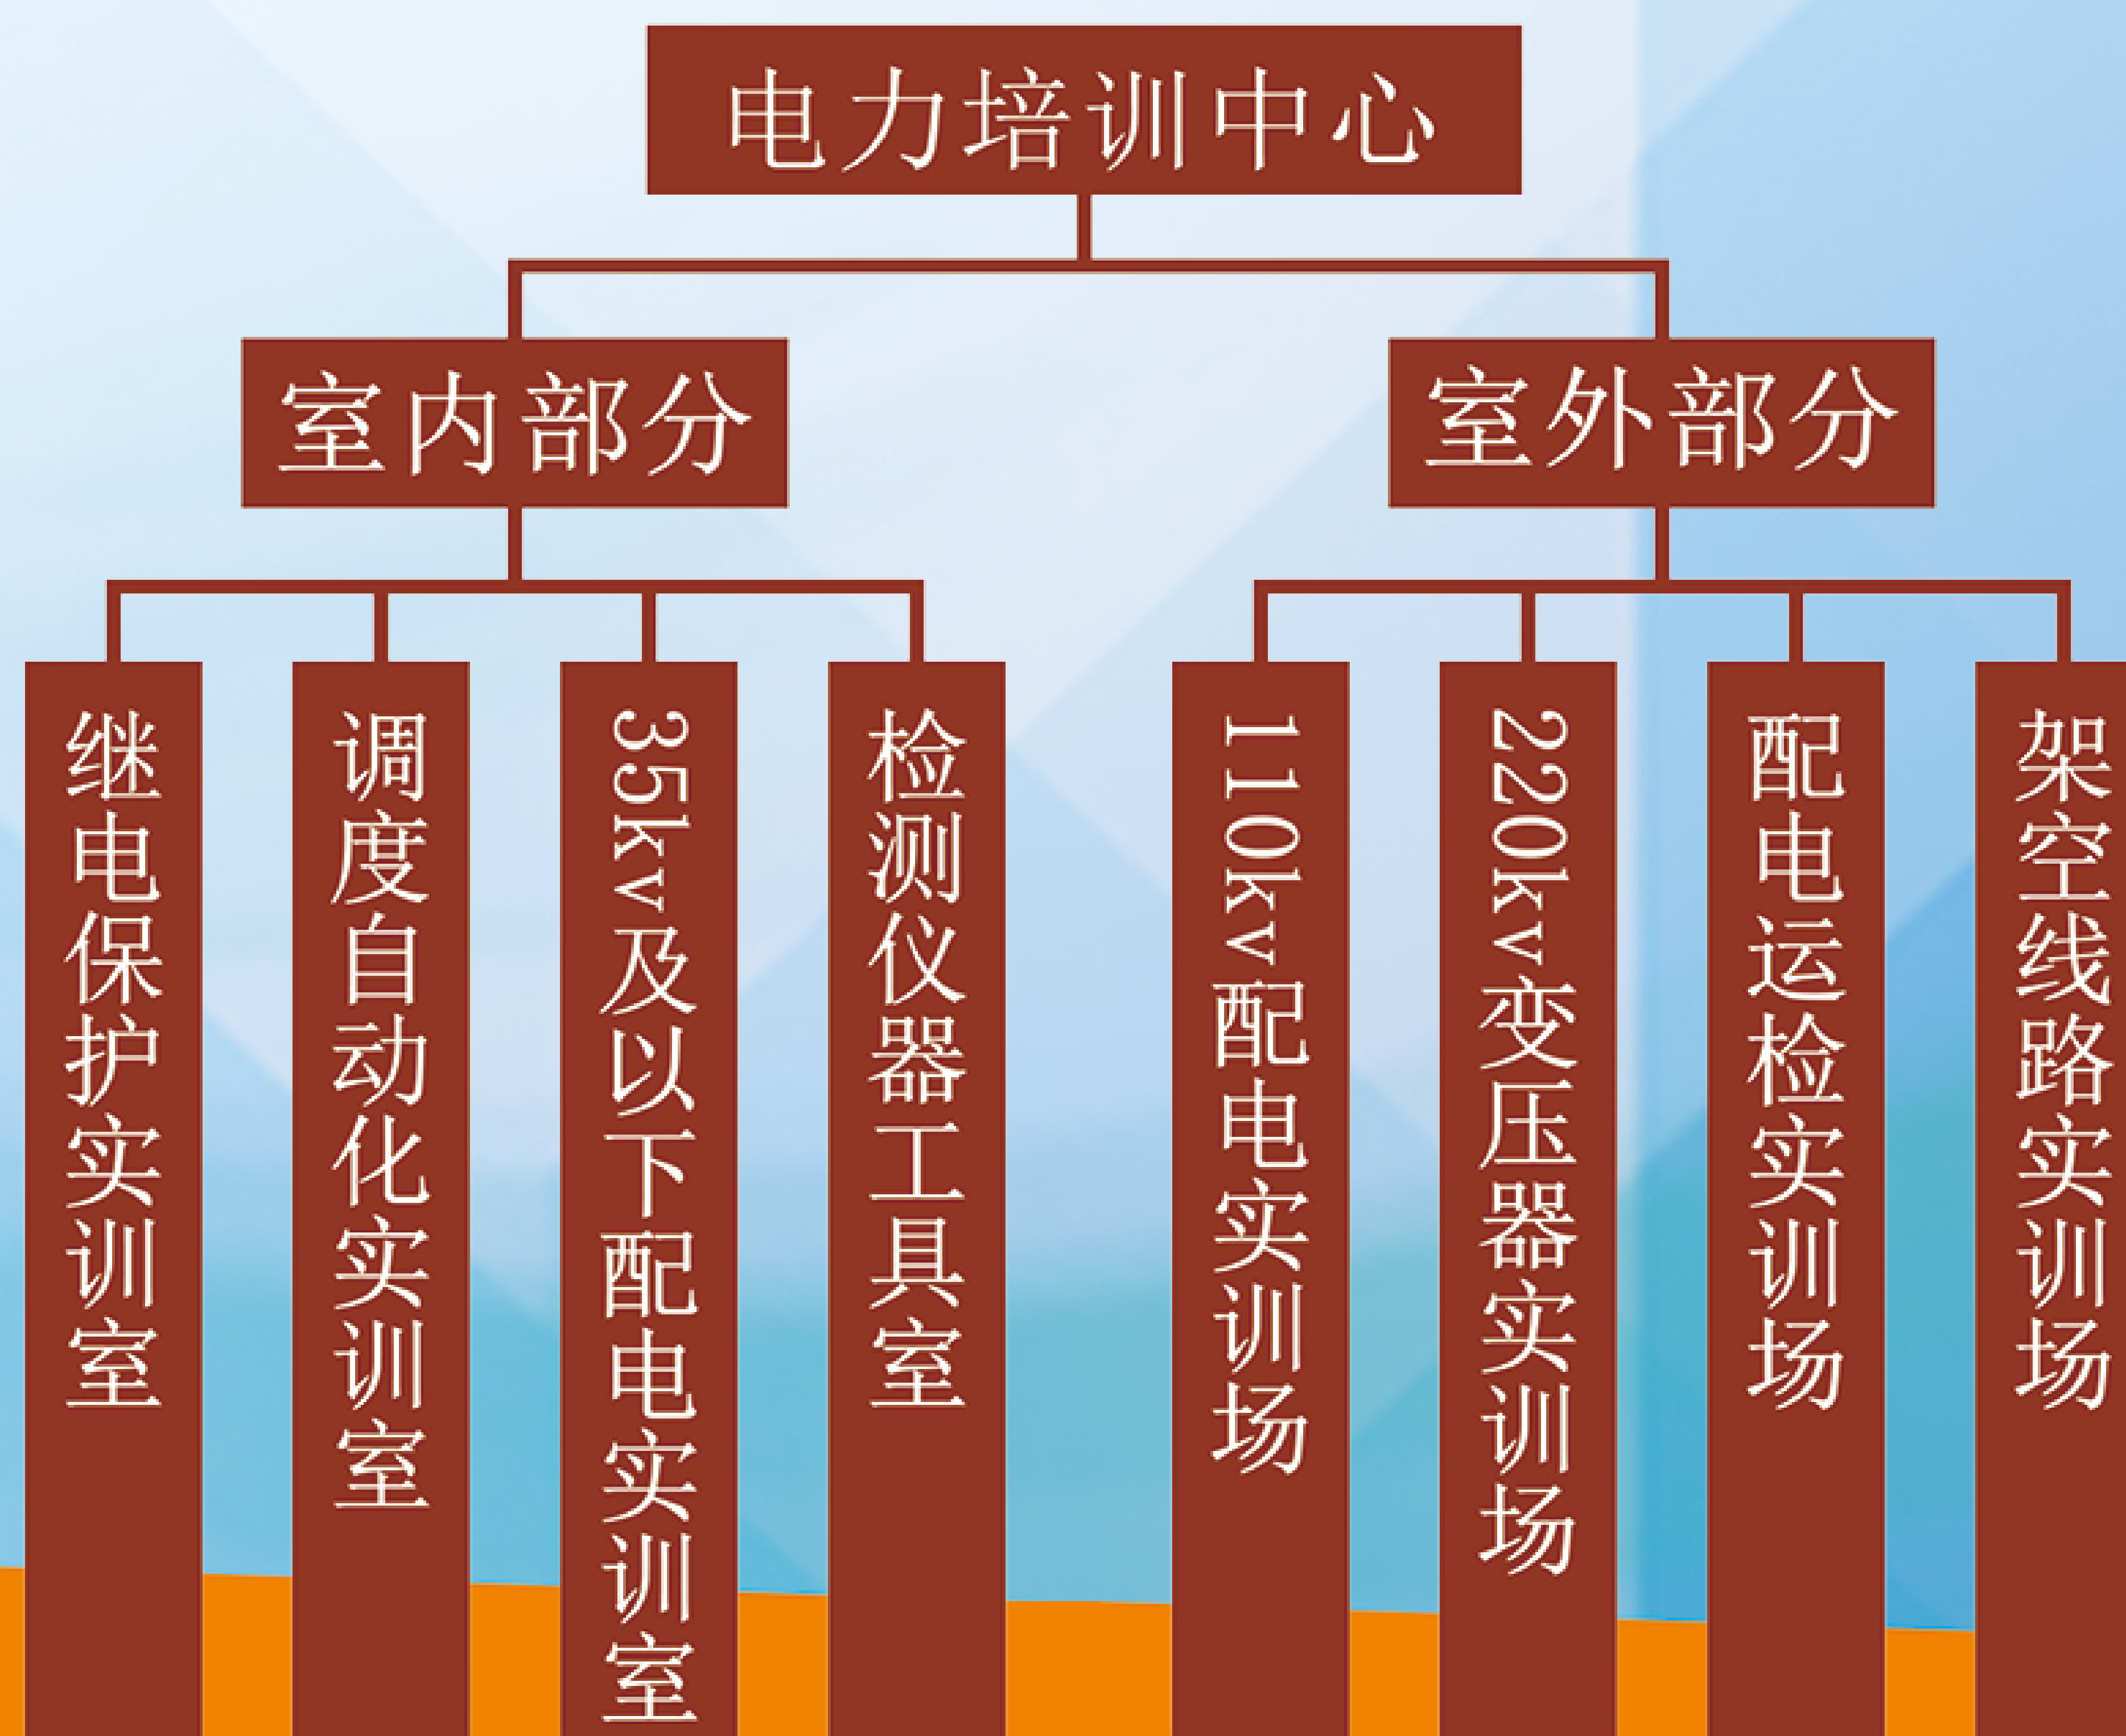 电力培训中心
室内部分
室外部分
继电保护实训室
调度自动化实训室
35kv及以下配电实训室
检测仪器工具室
110kv配电实训场
220kv变压器实训场
配电运检实训场
架空线路实训场